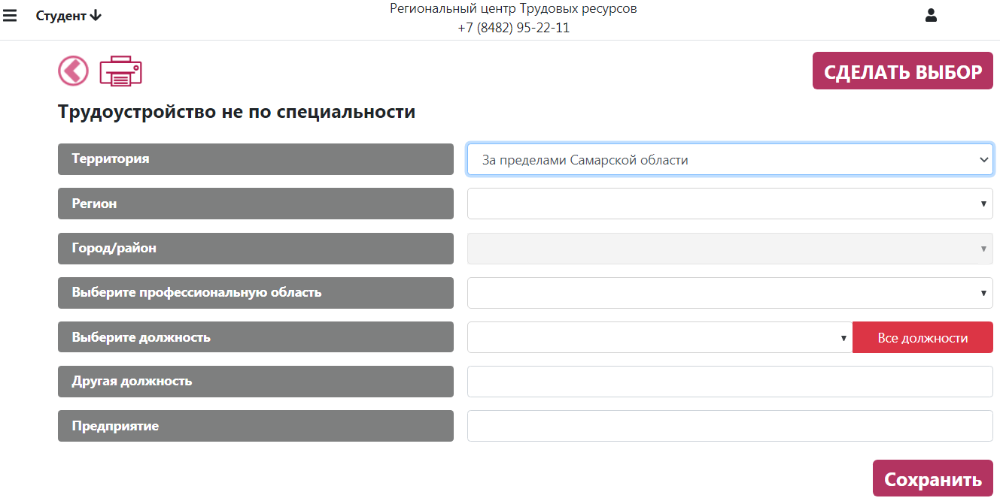 Студент
Региональный центр Трудовых ресурсов
+7 (8482) 95-22-11
СДЕЛАТЬ ВЫБОР
Трудоустройство не по специальности
Территория
За пределами Самарской области
Регион
Город/район
Выберите профессиональную область
Выберите должность
Все должности
Другая должность
Предприятие
Сохранить